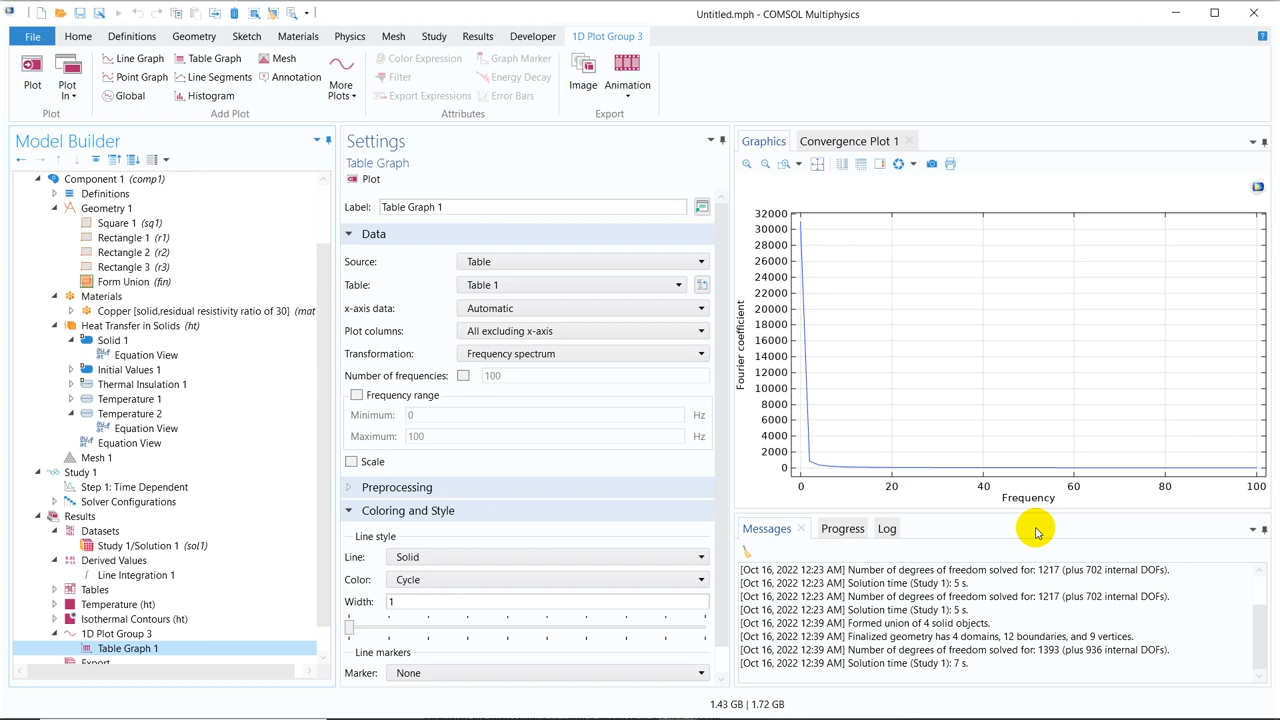 Untitled.mph - COMSOL Multiphysics
File Home Definitions Geometry Sketch Materials Physics Mesh Study Results Developer 1D Plot Group 3
Plot
Plot In
Line Graph Table Graph Mesh
Point Graph Line Segments Annotation
Global Histogram
More Plots
Color Expression Graph Marker
Filter Energy Decay
Export Expressions Error Bars
Image Animation
Plot Add Plot Attributes Export
Model Builder
Component 1 (comp1)
Definitions
Geometry 1
Square 1 (sq1)
Rectangle 1 (r1)
Rectangle 2 (r2)
Rectangle 3 (r3)
Form Union (fin)
Materials
Copper [solid,residual resistivity ratio of 30] (mat
Heat Transfer in Solids (ht)
Solid 1
Equation View
Initial Values 1
Thermal Insulation 1
Temperature 1
Temperature 2
Equation View
Equation View
Mesh 1
Study 1
Step 1: Time Dependent
Solver Configurations
Results
Datasets
Study 1/Solution 1 (sol1)
Derived Values
Line Integration 1
Tables
Temperature (ht)
Isothermal Contours (ht)
1D Plot Group 3
Table Graph 1
Export
Settings
Table Graph
Plot
Label: Table Graph 1
Data
Source: Table
Table: Table 1
x-axis data: Automatic
Plot columns: All excluding x-axis
Transformation: Frequency spectrum
Number of frequencies: 100
Frequency range
Minimum: 0 Hz
Maximum: 100 Hz
Scale
Preprocessing
Coloring and Style
Line style
Line: Solid
Color: Cycle
Width: 1
Line markers
Marker: None
Graphics Convergence Plot 1
32000
30000
28000
26000
24000
22000
20000
18000
16000
14000
12000
10000
8000
6000
4000
2000
0
Fourier coefficient
0 20 40 60 80 100
Frequency
Messages Progress Log
[Oct 16, 2022 12:23 AM] Number of degrees of freedom solved for: 1217 (plus 702 internal DOFs).
[Oct 16, 2022 12:23 AM] Solution time (Study 1): 5 s.
[Oct 16, 2022 12:23 AM] Number of degrees of freedom solved for: 1217 (plus 702 internal DOFs).
[Oct 16, 2022 12:23 AM] Solution time (Study 1): 5 s.
[Oct 16, 2022 12:39 AM] Formed union of 4 solid objects.
[Oct 16, 2022 12:39 AM] Finalized geometry has 4 domains, 12 boundaries, and 9 vertices.
[Oct 16, 2022 12:39 AM] Number of degrees of freedom solved for: 1393 (plus 936 internal DOFs).
[Oct 16, 2022 12:39 AM] Solution time (Study 1): 7 s.
1.43 GB | 1.72 GB